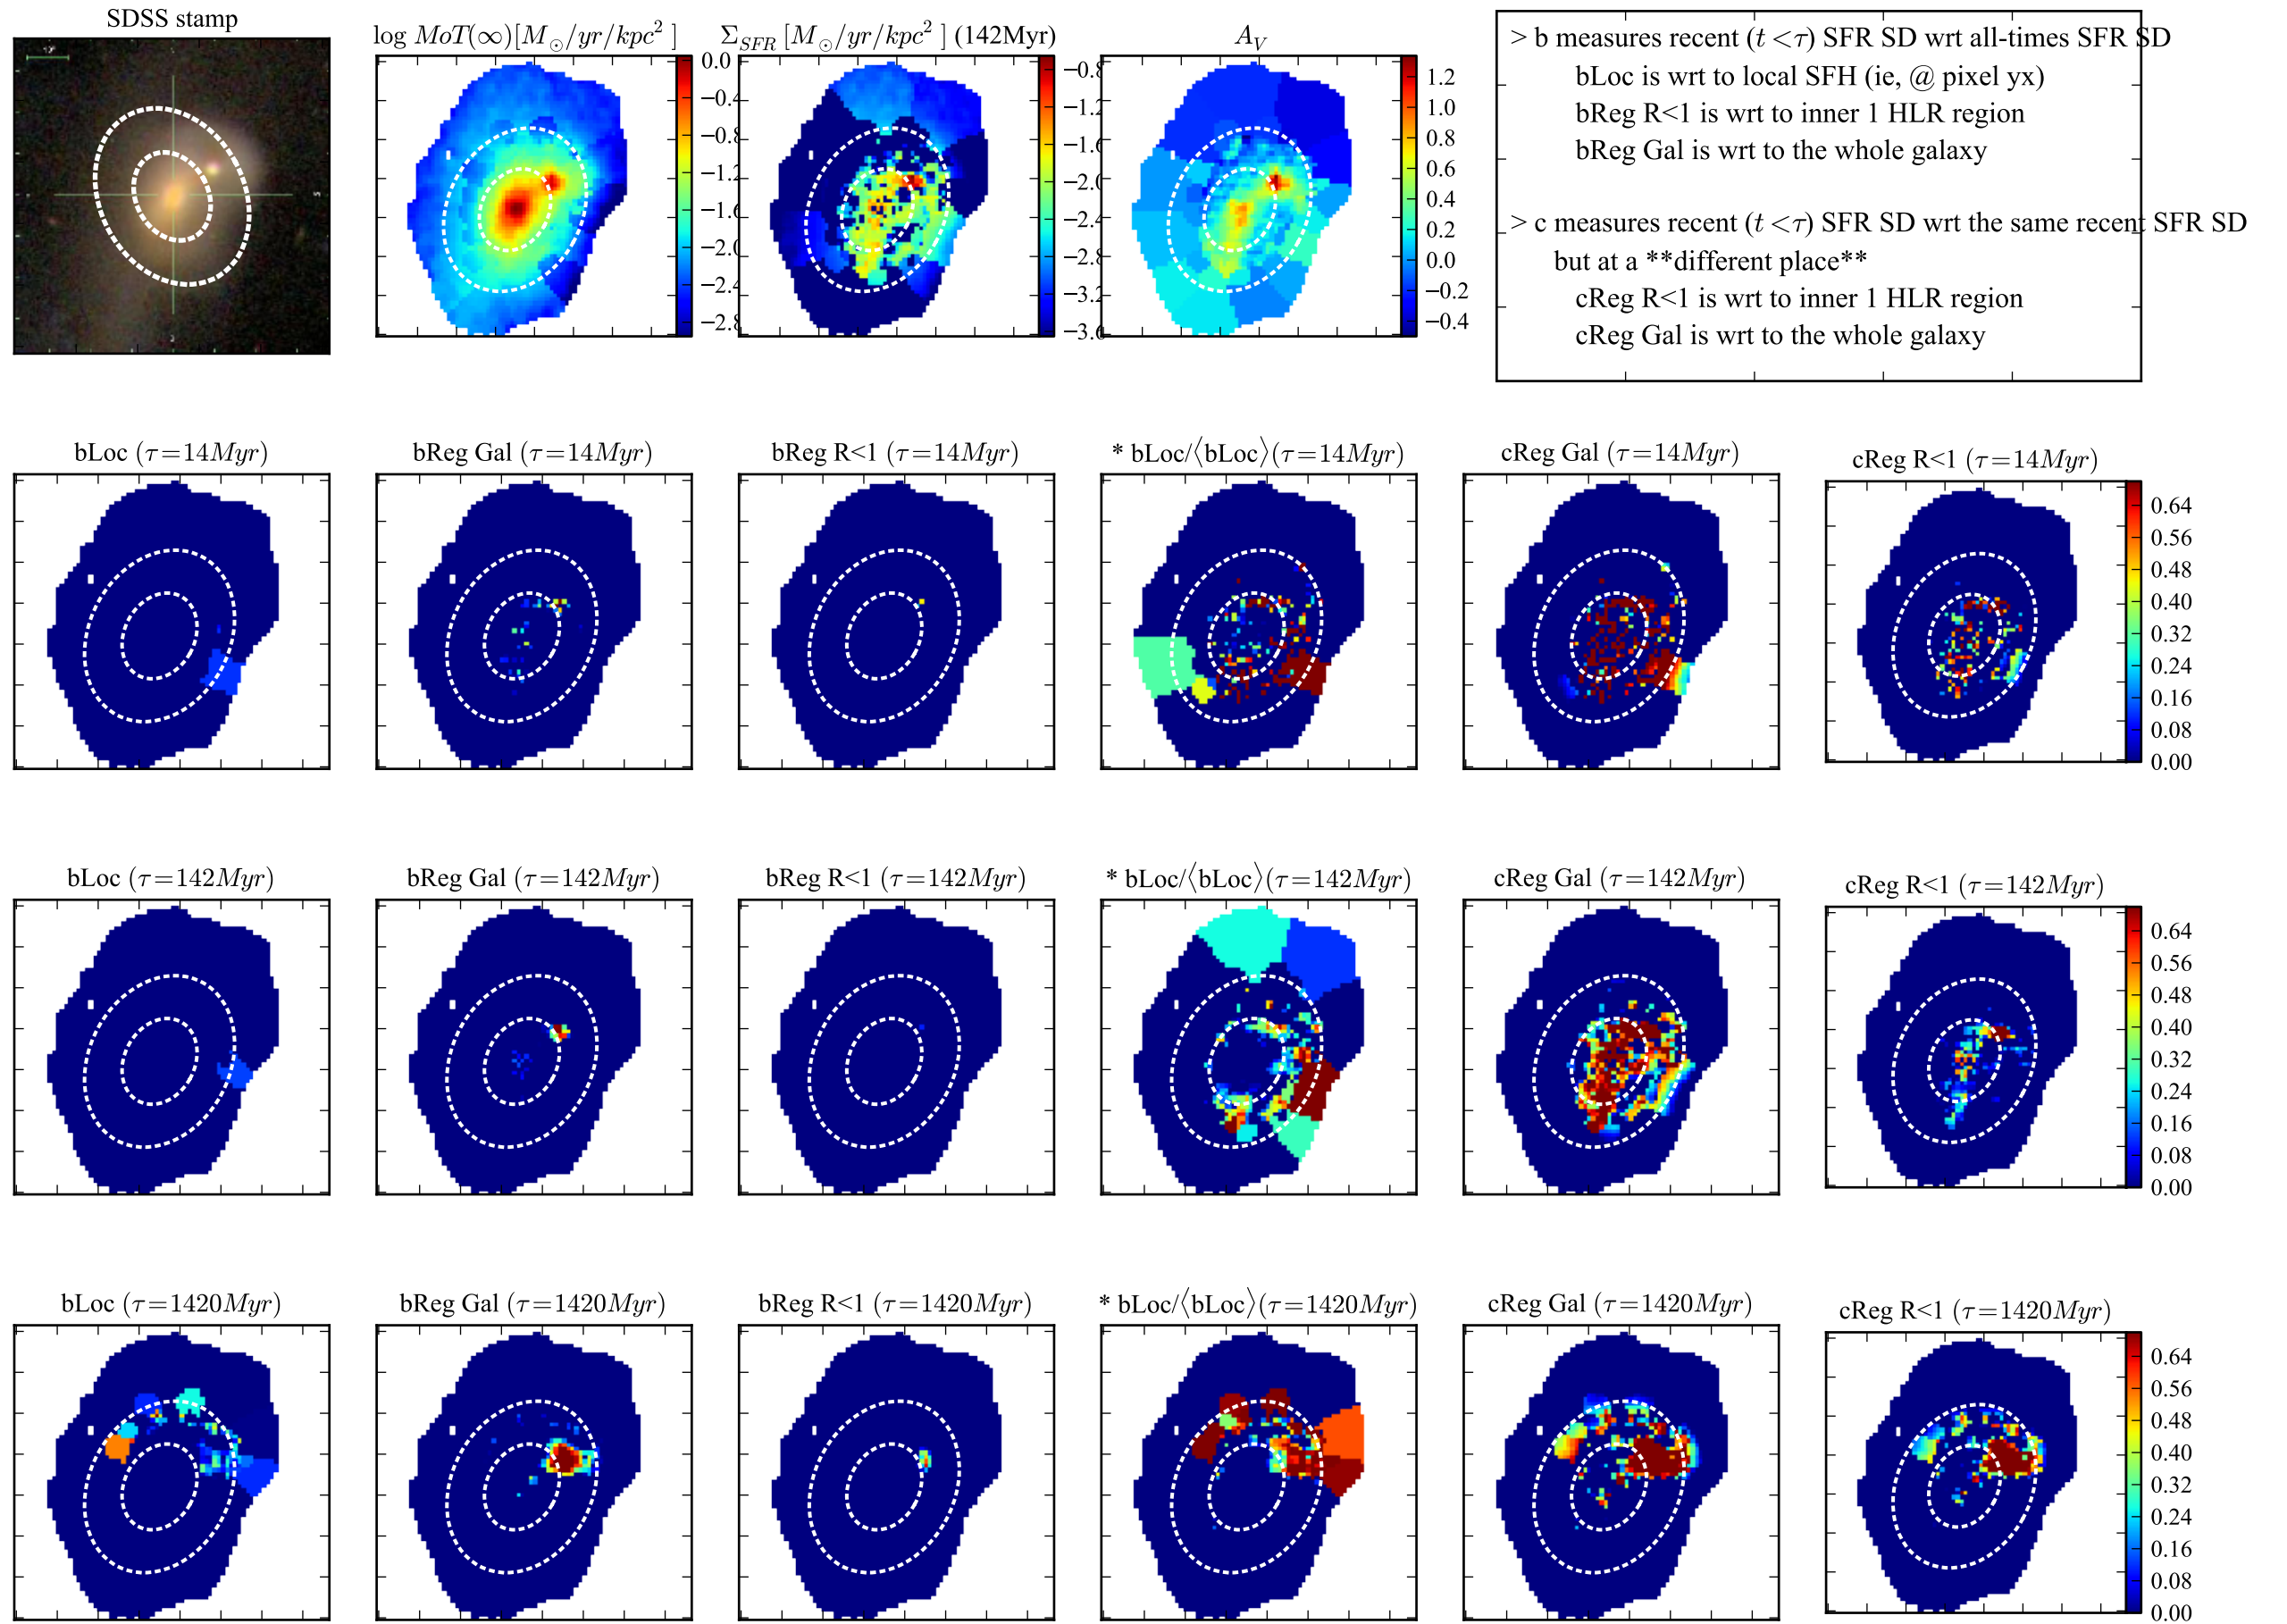 SDSS stamp
log MoT(∞)[M⊙/yr/kpc²]
Σ_SFR [M⊙/yr/kpc²] (142Myr)
A_V
0.0
−0.4
−0.8
−1.2
−1.6
−2.0
−2.4
−2.8
−0.8
−1.2
−1.6
−2.0
−2.4
−2.8
−3.2
−3.6
1.2
1.0
0.8
0.6
0.4
0.2
0.0
−0.2
−0.4
> b measures recent (t <τ) SFR SD wrt all-times SFR SD
bLoc is wrt to local SFH (ie, @ pixel yx)
bReg R<1 is wrt to inner 1 HLR region
bReg Gal is wrt to the whole galaxy
> c measures recent (t <τ) SFR SD wrt the same recent SFR SD
but at a **different place**
cReg R<1 is wrt to inner 1 HLR region
cReg Gal is wrt to the whole galaxy
bLoc (τ=14Myr)
bReg Gal (τ=14Myr)
bReg R<1 (τ=14Myr)
* bLoc/⟨bLoc⟩(τ=14Myr)
cReg Gal (τ=14Myr)
cReg R<1 (τ=14Myr)
0.64
0.56
0.48
0.40
0.32
0.24
0.16
0.08
0.00
bLoc (τ=142Myr)
bReg Gal (τ=142Myr)
bReg R<1 (τ=142Myr)
* bLoc/⟨bLoc⟩(τ=142Myr)
cReg Gal (τ=142Myr)
cReg R<1 (τ=142Myr)
0.64
0.56
0.48
0.40
0.32
0.24
0.16
0.08
0.00
bLoc (τ=1420Myr)
bReg Gal (τ=1420Myr)
bReg R<1 (τ=1420Myr)
* bLoc/⟨bLoc⟩(τ=1420Myr)
cReg Gal (τ=1420Myr)
cReg R<1 (τ=1420Myr)
0.64
0.56
0.48
0.40
0.32
0.24
0.16
0.08
0.00